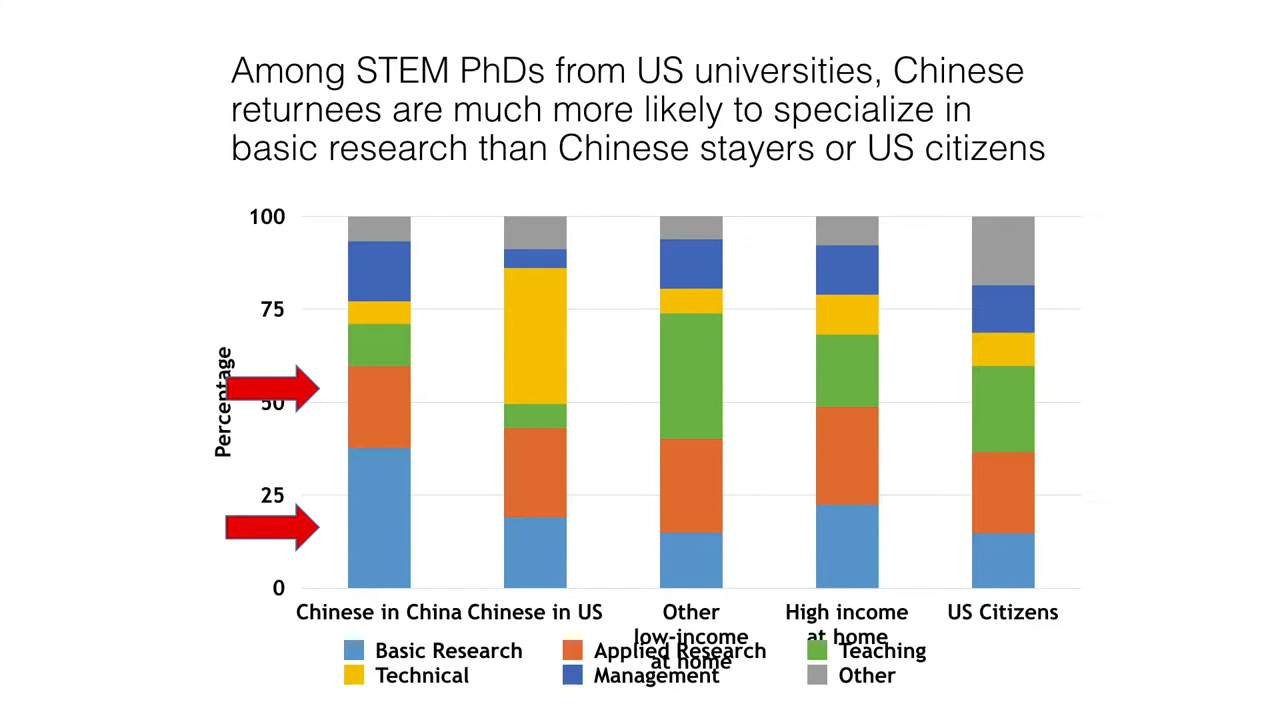 Among STEM PhDs from US universities, Chinese
returnees are much more likely to specialize in
basic research than Chinese stayers or US citizens
100
75
50
25
0
Percentage
Chinese in China
Chinese in US
Other
low-income
at home
High income
at home
US Citizens
Basic Research
Applied Research
Teaching
Technical
Management
Other